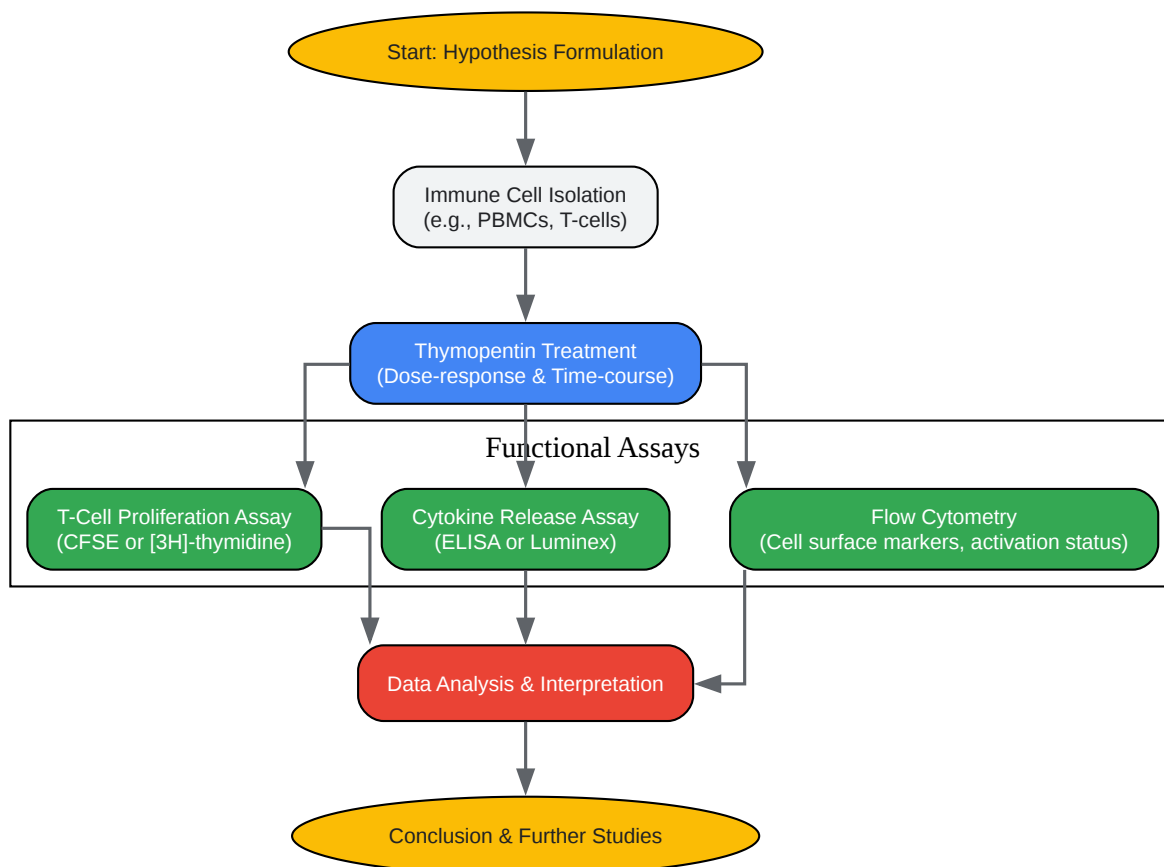 Start: Hypothesis Formulation
Immune Cell Isolation
(e.g., PBMCs, T-cells)
Thymopentin Treatment
(Dose-response & Time-course)
Functional Assays
T-Cell Proliferation Assay
(CFSE or [3H]-thymidine)
Cytokine Release Assay
(ELISA or Luminex)
Flow Cytometry
(Cell surface markers, activation status)
Data Analysis & Interpretation
Conclusion & Further Studies